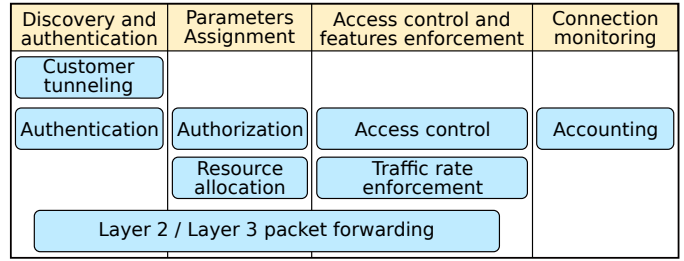 Discovery and
authentication
Parameters
Assignment
Access control and
features enforcement
Connection
monitoring
Customer
tunneling
Authentication
Authorization
Access control
Accounting
Resource
allocation
Traffic rate
enforcement
Layer 2 / Layer 3 packet forwarding